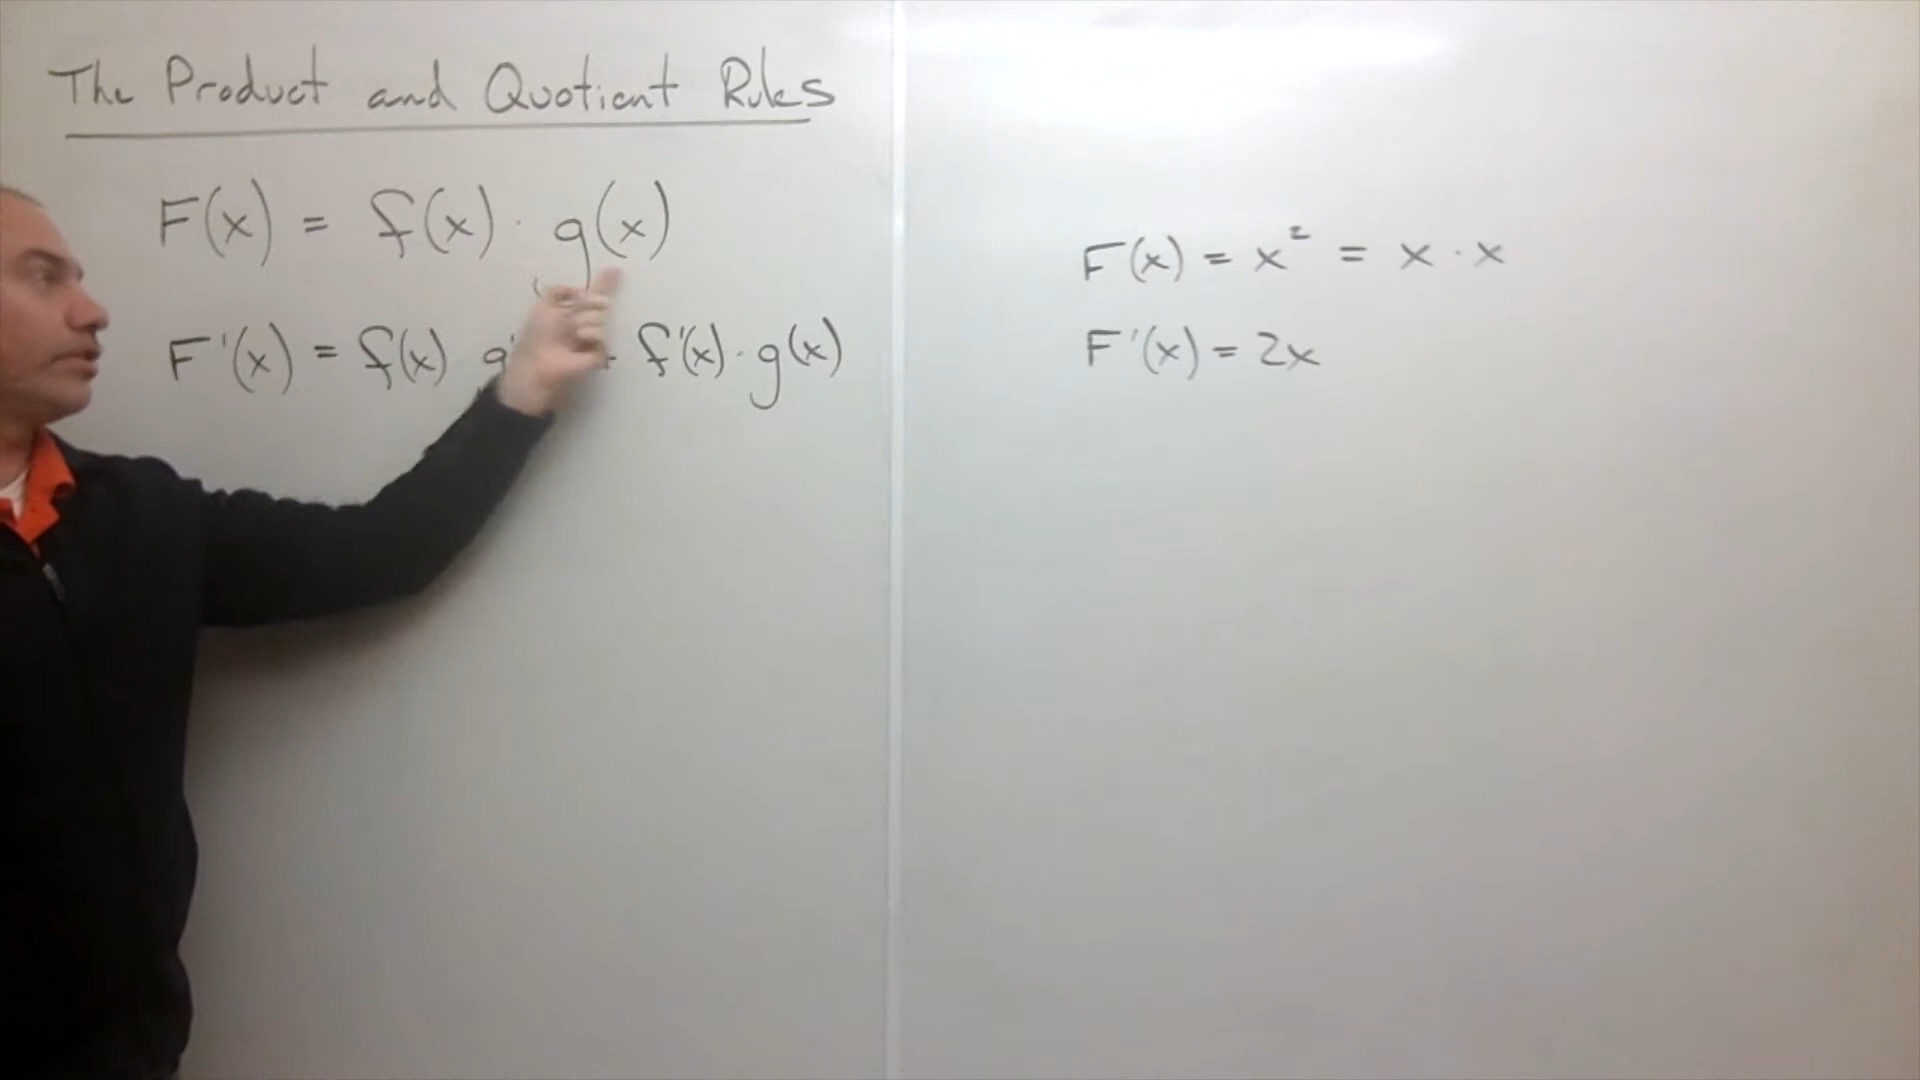 The Product and Quotient Rules
F(x) = f(x) · g(x)
F'(x) = f(x) g' f'(x) · g(x)
F(x) = x² = x · x
F'(x) = 2x